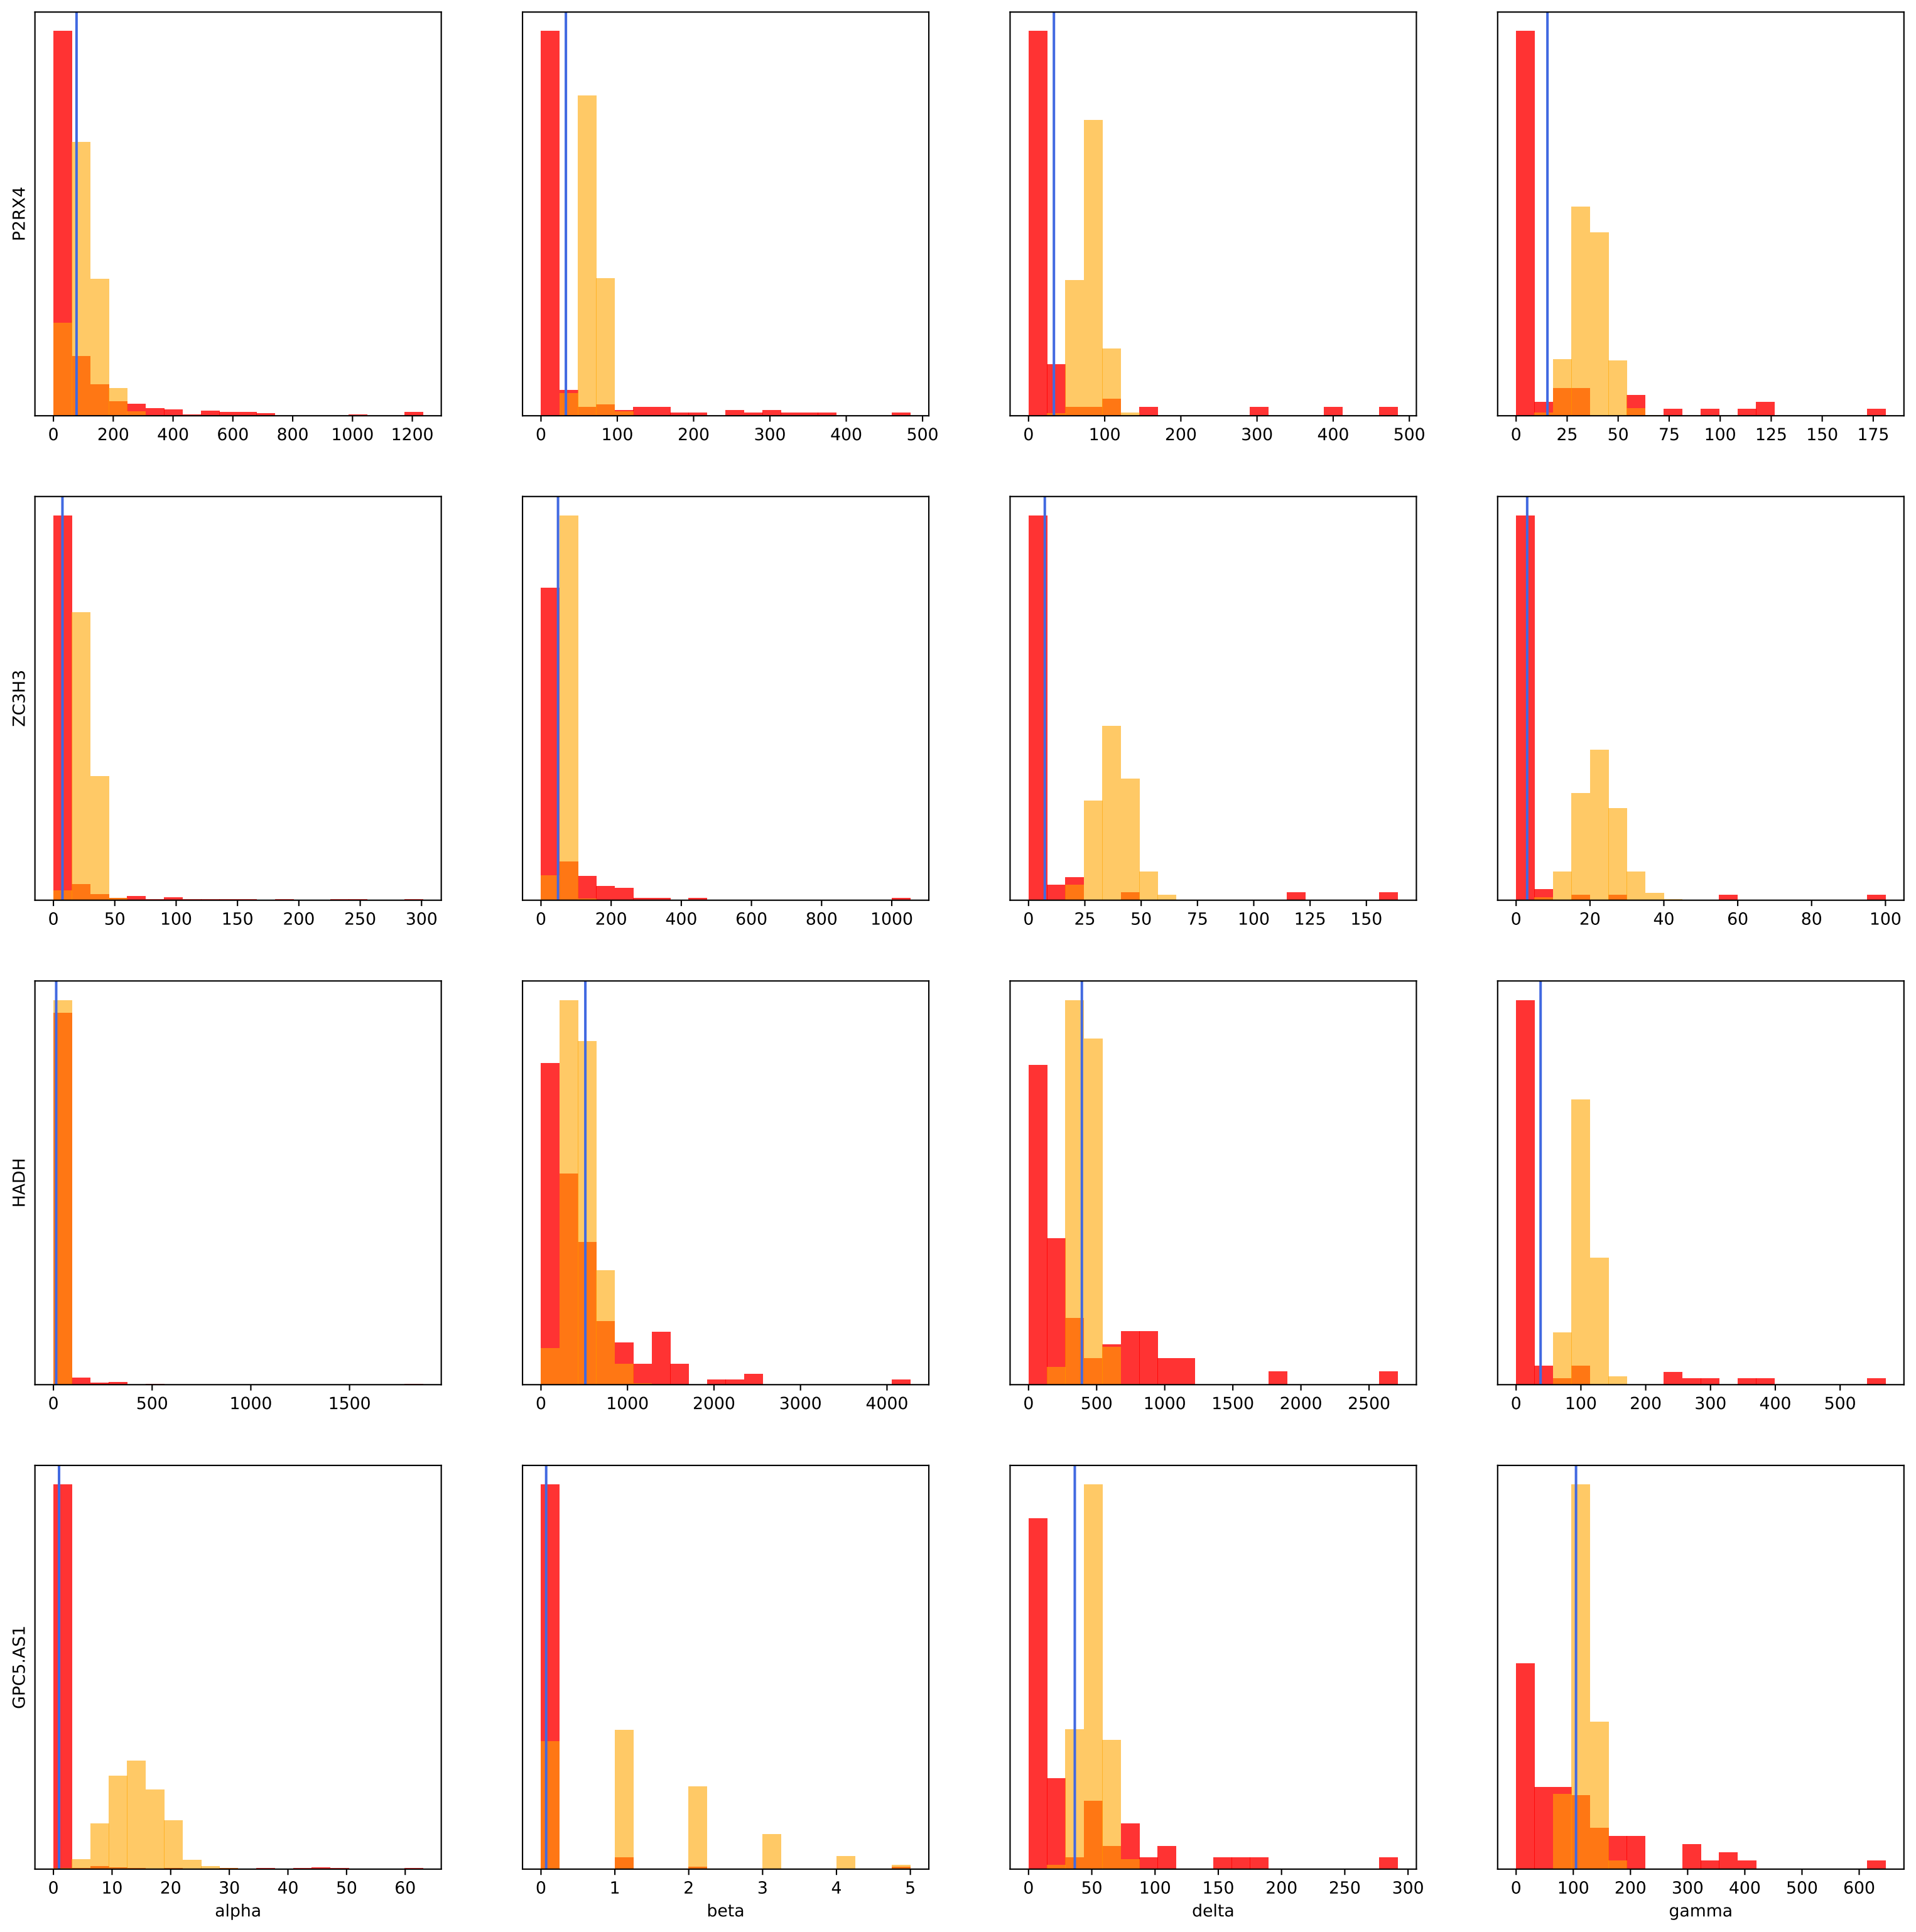 P2RX4
0 200 400 600 800 1000 1200
0 100 200 300 400 500
0 100 200 300 400 500
0 25 50 75 100 125 150 175
ZC3H3
0 50 100 150 200 250 300
0 200 400 600 800 1000
0 25 50 75 100 125 150
0 20 40 60 80 100
HADH
0 500 1000 1500
0 1000 2000 3000 4000
0 500 1000 1500 2000 2500
0 100 200 300 400 500
GPC5.AS1
0 10 20 30 40 50 60
0 1 2 3 4 5
0 50 100 150 200 250 300
0 100 200 300 400 500 600
alpha
beta
delta
gamma